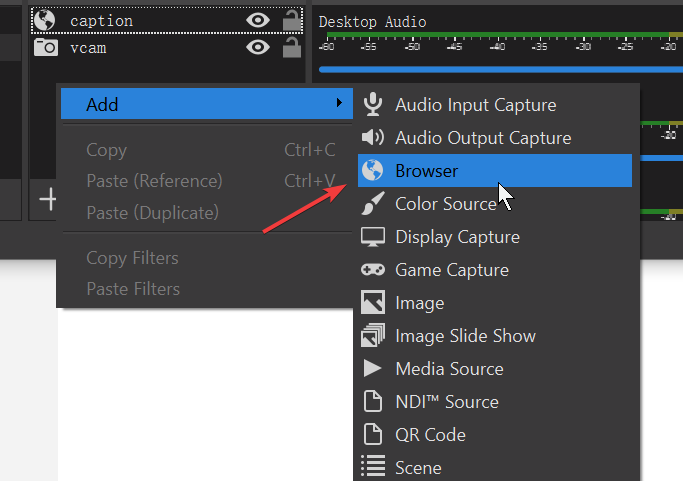 caption
vcam
Desktop Audio
-60 -55 -50 -45 -40 -35 -30 -25 -20
Add
Copy Ctrl+C
Paste (Reference) Ctrl+V
Paste (Duplicate)
Copy Filters
Paste Filters
Audio Input Capture
Audio Output Capture
Browser
Color Source
Display Capture
Game Capture
Image
Image Slide Show
Media Source
NDI™ Source
QR Code
Scene
-20